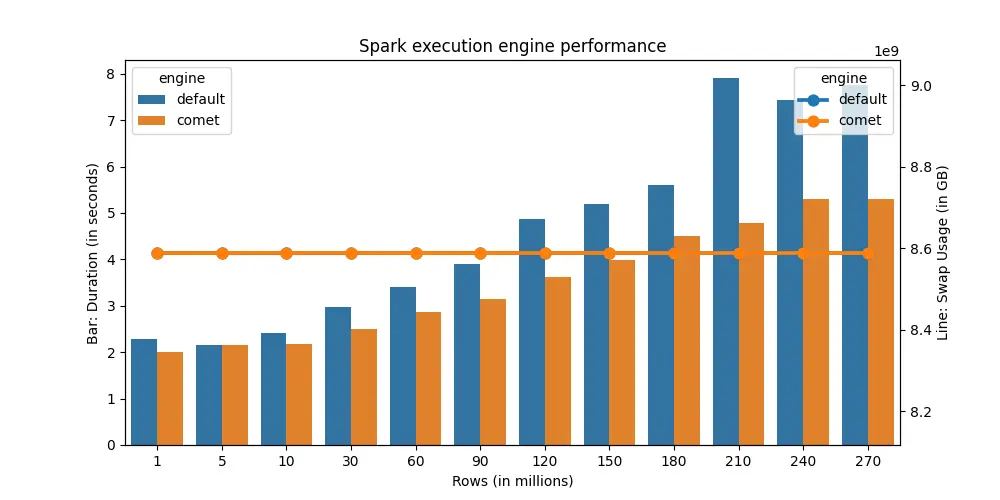 Spark execution engine performance
1e9
engine
default
comet
engine
default
comet
8
7
6
5
4
3
2
1
0
Bar: Duration (in seconds)
9.0
8.8
8.6
8.4
8.2
Line: Swap Usage (in GB)
1 5 10 30 60 90 120 150 180 210 240 270
Rows (in millions)